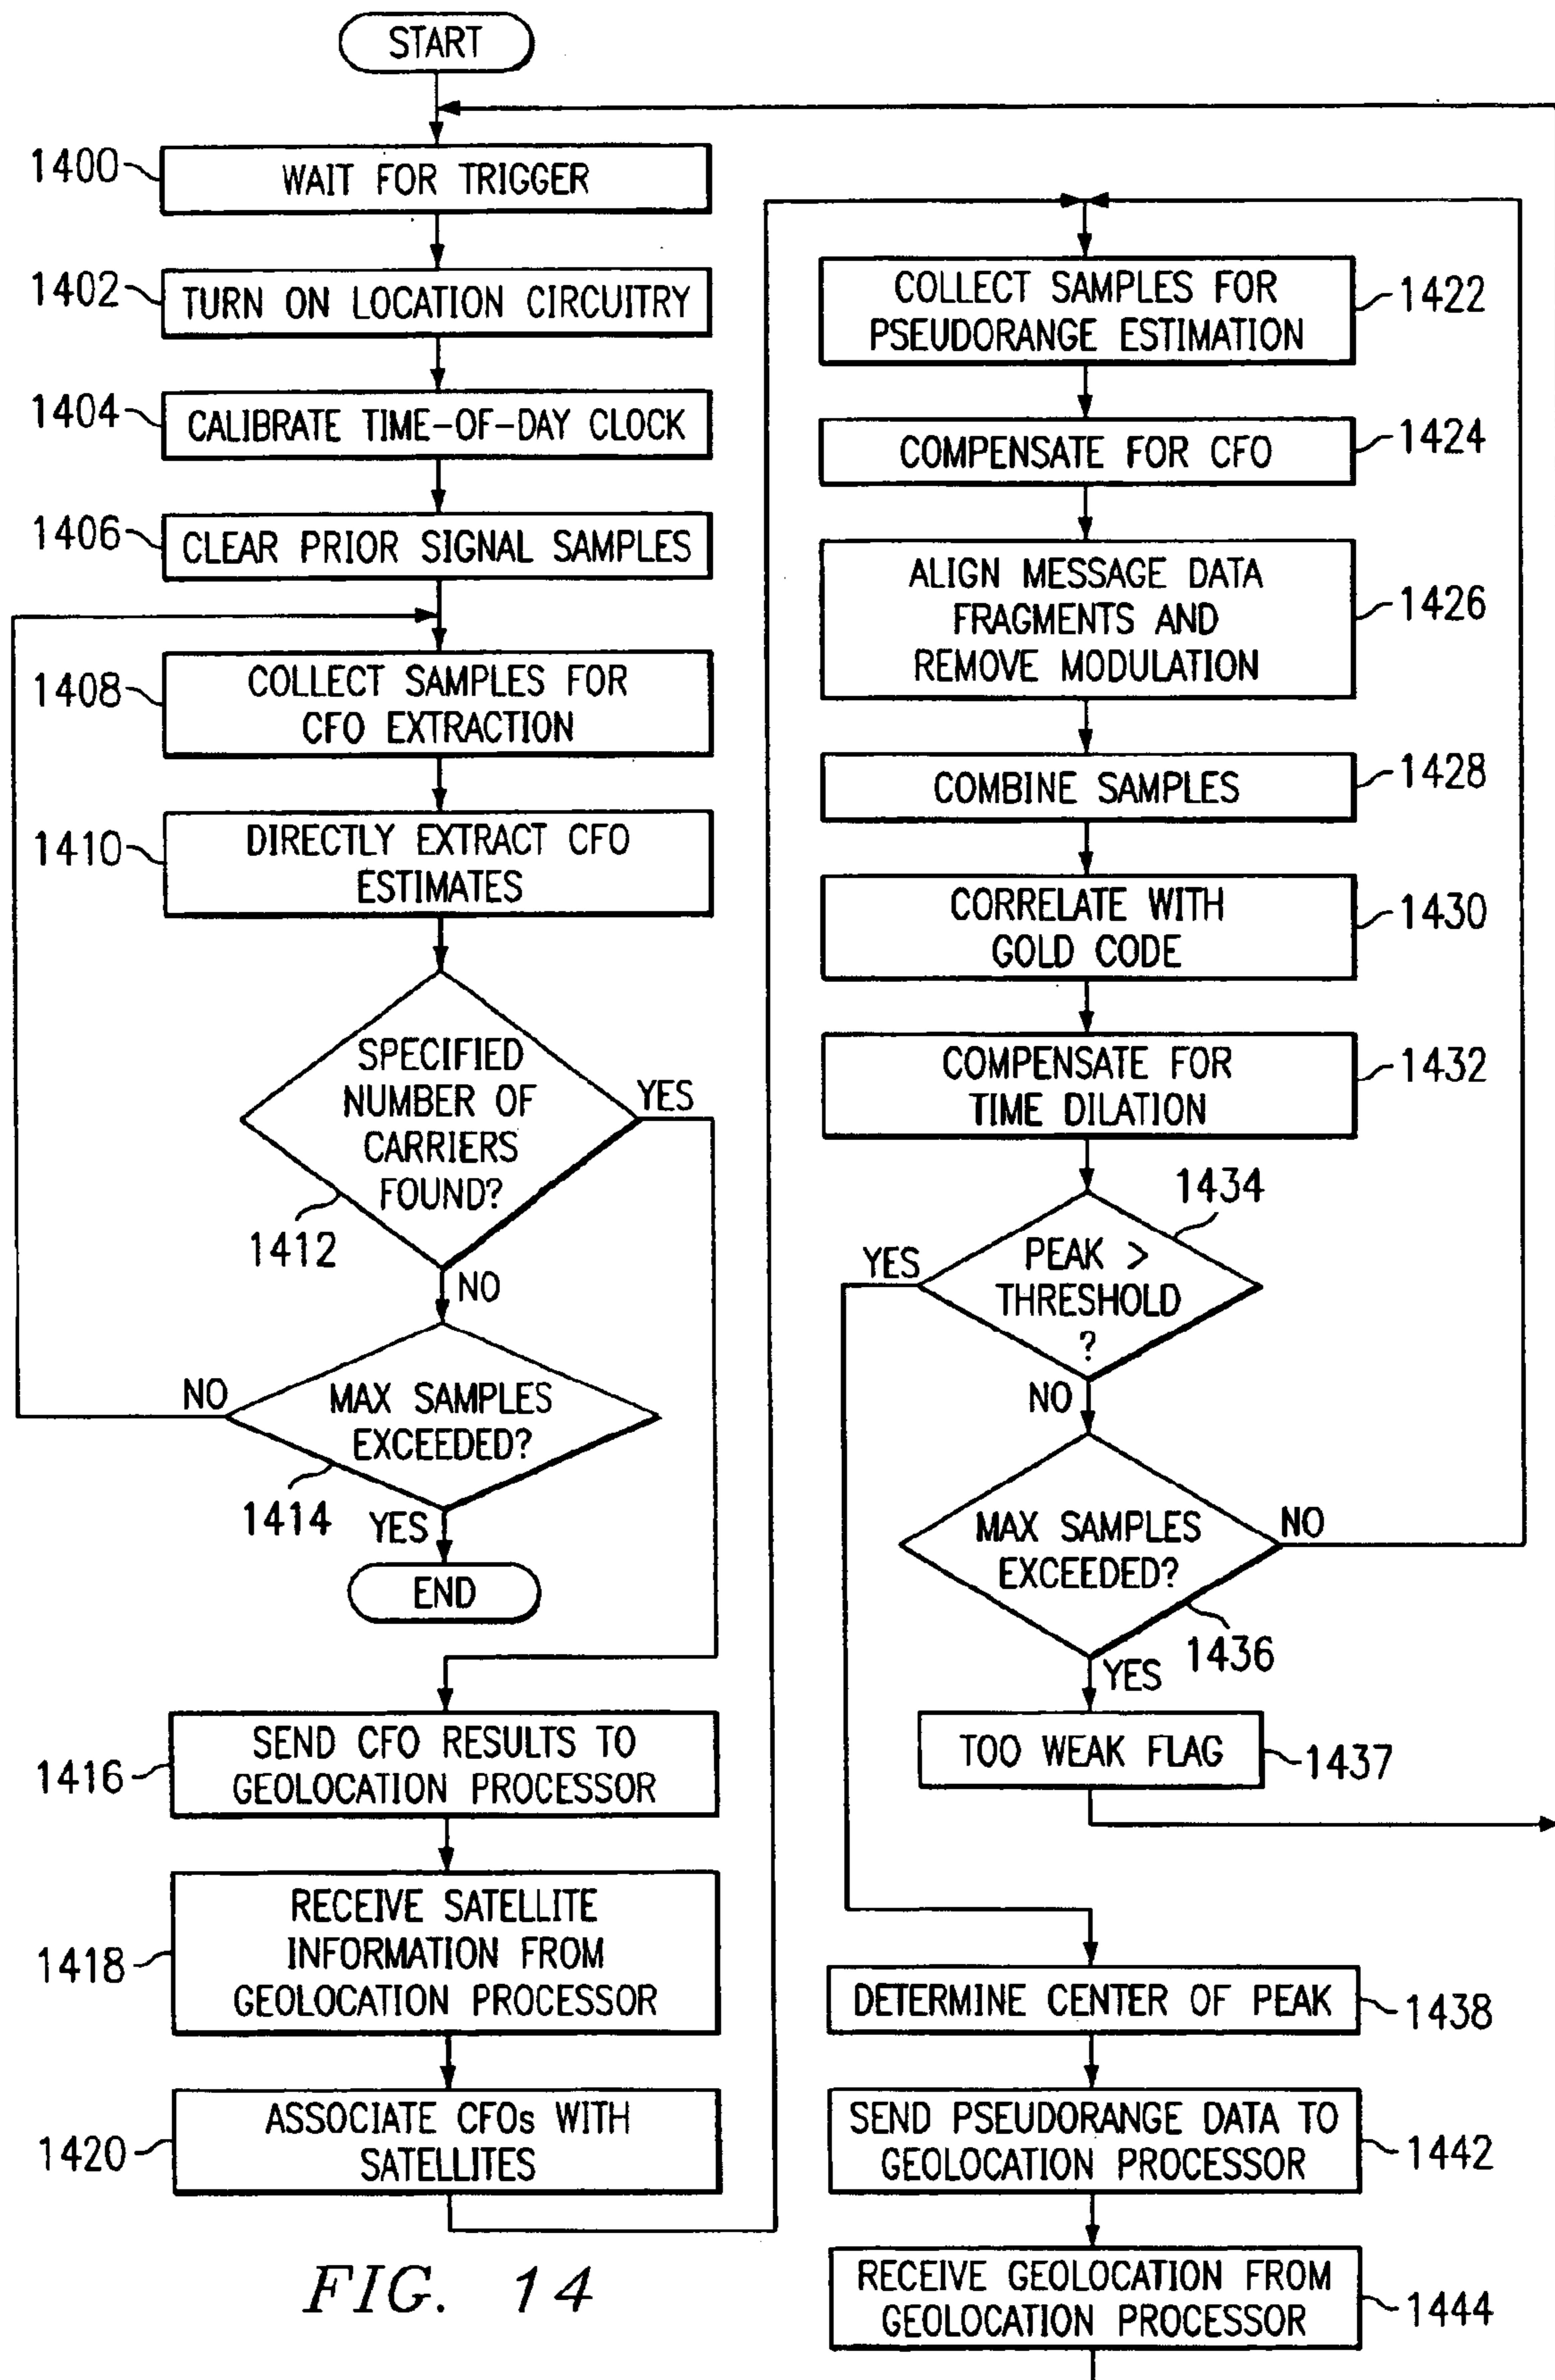 START
1400
WAIT FOR TRIGGER
1402
TURN ON LOCATION CIRCUITRY
1404
CALIBRATE TIME-OF-DAY CLOCK
1406
CLEAR PRIOR SIGNAL SAMPLES
1408
COLLECT SAMPLES FOR
CFO EXTRACTION
1410
DIRECTLY EXTRACT CFO
ESTIMATES
SPECIFIED
NUMBER OF
CARRIERS
FOUND?
YES
1412
NO
MAX SAMPLES
EXCEEDED?
NO
1414
YES
END
1416
SEND CFO RESULTS TO
GEOLOCATION PROCESSOR
1418
RECEIVE SATELLITE
INFORMATION FROM
GEOLOCATION PROCESSOR
1420
ASSOCIATE CFOs WITH
SATELLITES
COLLECT SAMPLES FOR
PSEUDORANGE ESTIMATION
1422
COMPENSATE FOR CFO
1424
ALIGN MESSAGE DATA
FRAGMENTS AND
REMOVE MODULATION
1426
COMBINE SAMPLES
1428
CORRELATE WITH
GOLD CODE
1430
COMPENSATE FOR
TIME DILATION
1432
1434
YES
PEAK >
THRESHOLD
?
NO
MAX SAMPLES
EXCEEDED?
NO
1436
YES
TOO WEAK FLAG
1437
DETERMINE CENTER OF PEAK
1438
SEND PSEUDORANGE DATA TO
GEOLOCATION PROCESSOR
1442
RECEIVE GEOLOCATION FROM
GEOLOCATION PROCESSOR
1444
FIG. 14